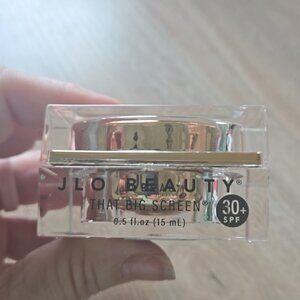 JLO BEAUTY®
THAT BIG SCREEN®
0.5 fl.oz (15 mL)
30+
SPF